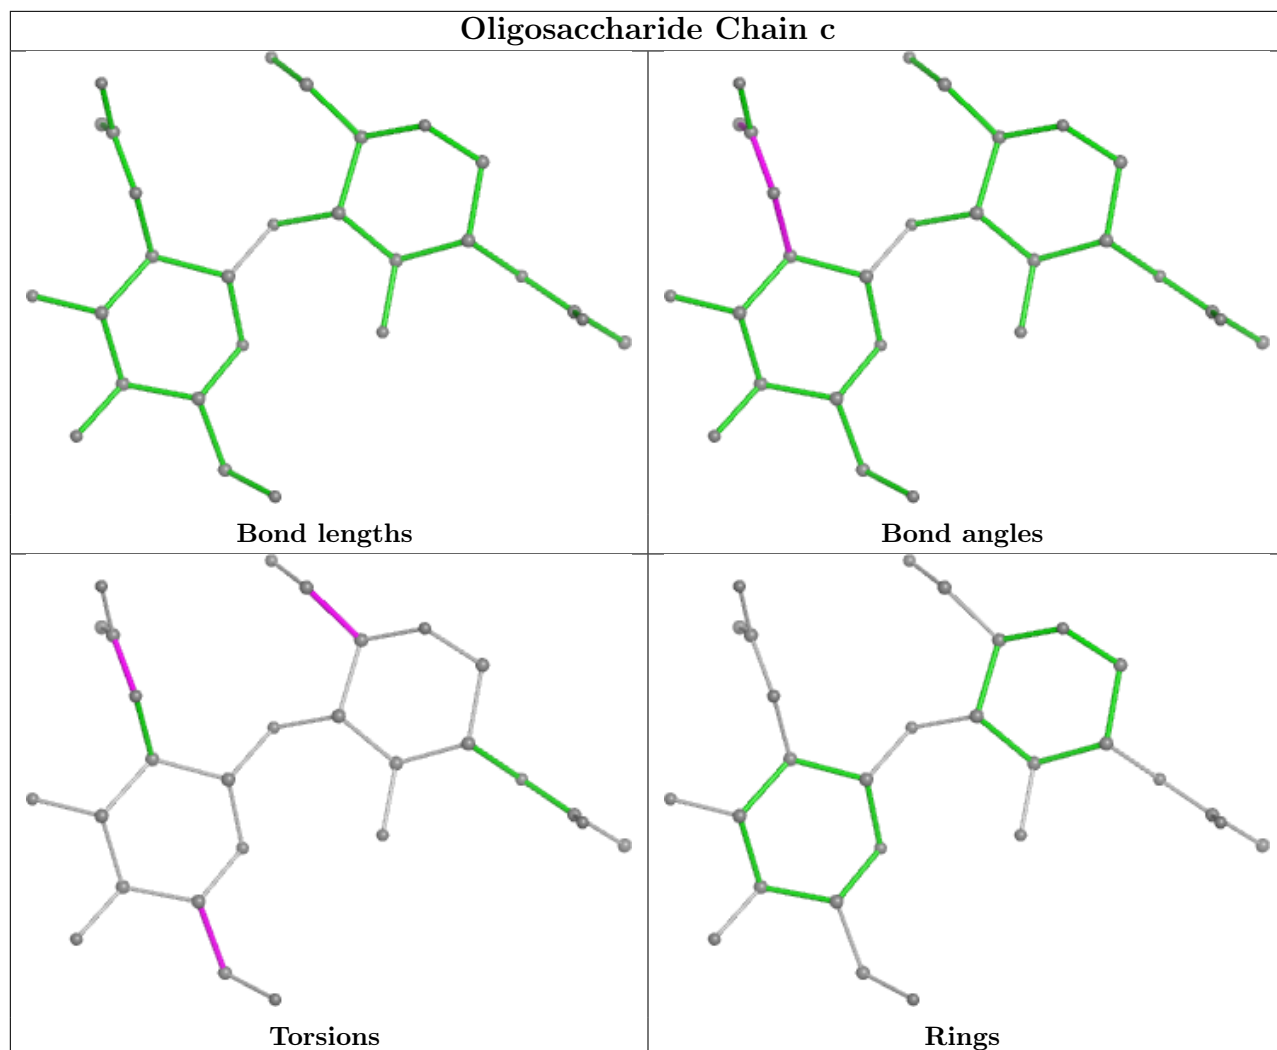 Oligosaccharide Chain c
Bond lengths
Bond angles
Torsions
Rings